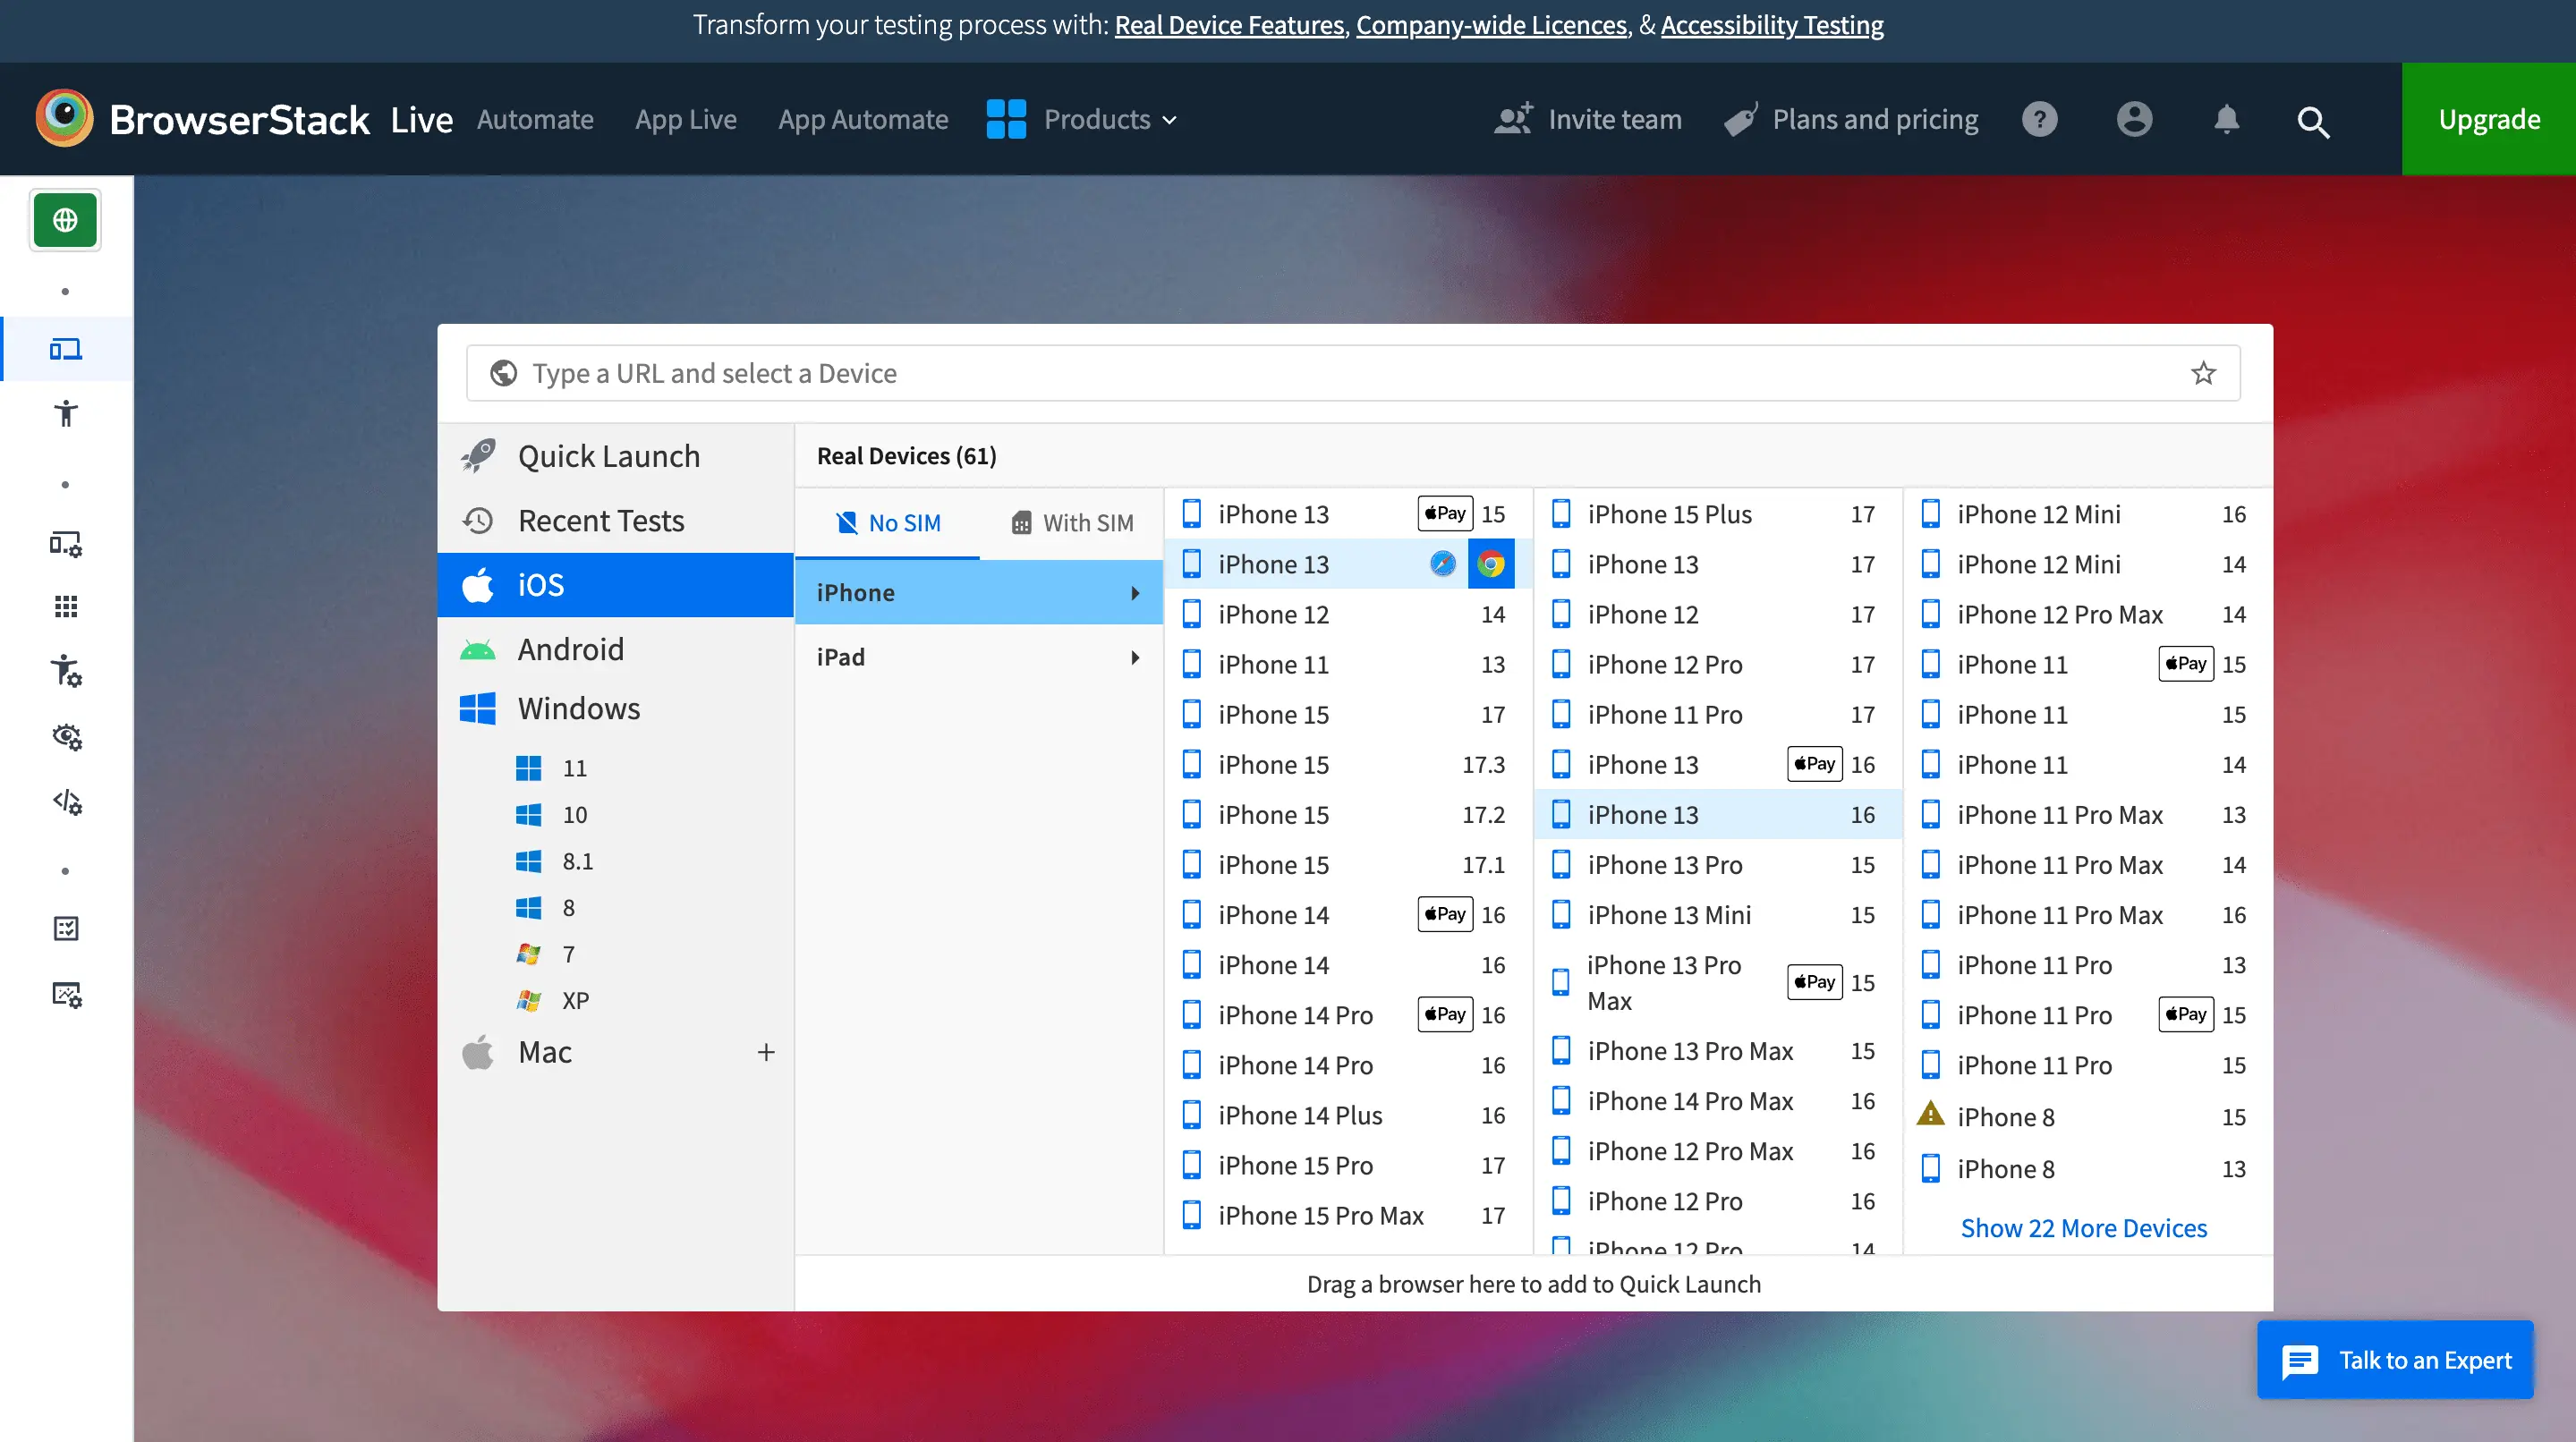 Transform your testing process with: Real Device Features, Company-wide Licences, & Accessibility Testing
BrowserStack Live Automate App Live App Automate Products Invite team Plans and pricing ? Upgrade
Type a URL and select a Device
Quick Launch
Recent Tests
iOS
Android
Windows
11
10
8.1
8
7
XP
Mac +
Real Devices (61)
No SIM With SIM
iPhone
iPad
iPhone 13 Pay 15
iPhone 13
iPhone 12 14
iPhone 11 13
iPhone 15 17
iPhone 15 17.3
iPhone 15 17.2
iPhone 15 17.1
iPhone 14 Pay 16
iPhone 14 16
iPhone 14 Pro Pay 16
iPhone 14 Pro 16
iPhone 14 Plus 16
iPhone 15 Pro 17
iPhone 15 Pro Max 17
iPhone 15 Plus 17
iPhone 13 17
iPhone 12 17
iPhone 12 Pro 17
iPhone 11 Pro 17
iPhone 13 Pay 16
iPhone 13 16
iPhone 13 Pro 15
iPhone 13 Mini 15
iPhone 13 Pro
Max Pay 15
iPhone 13 Pro Max 15
iPhone 14 Pro Max 16
iPhone 12 Pro Max 16
iPhone 12 Pro 16
iPhone 12 Pro 14
iPhone 12 Mini 16
iPhone 12 Mini 14
iPhone 12 Pro Max 14
iPhone 11 Pay 15
iPhone 11 15
iPhone 11 14
iPhone 11 Pro Max 13
iPhone 11 Pro Max 14
iPhone 11 Pro Max 16
iPhone 11 Pro 13
iPhone 11 Pro Pay 15
iPhone 11 Pro 15
iPhone 8 15
iPhone 8 13
Show 22 More Devices
Drag a browser here to add to Quick Launch
Talk to an Expert